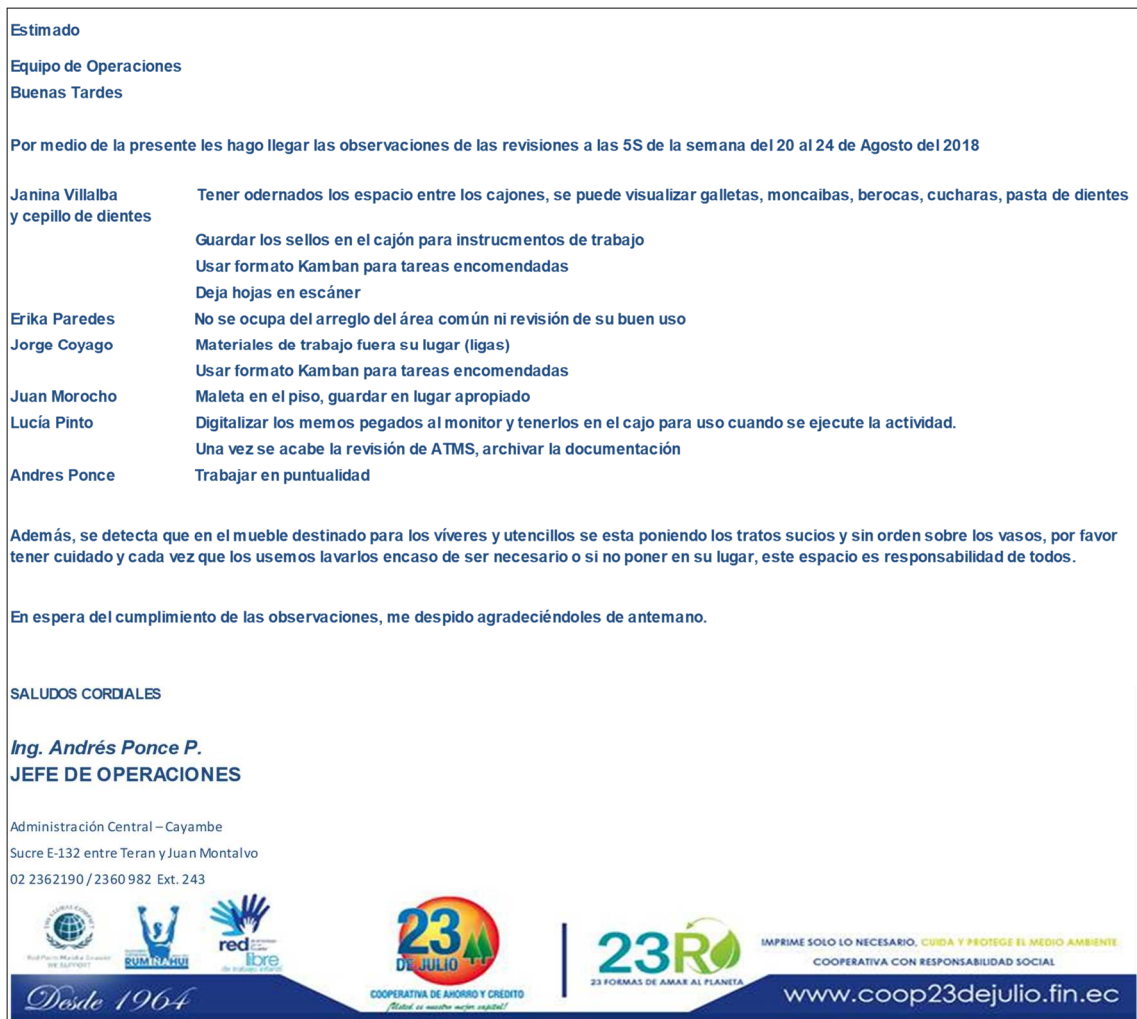 Estimado
Equipo de Operaciones
Buenas Tardes
Por medio de la presente les hago llegar las observaciones de las revisiones a las 5S de la semana del 20 al 24 de Agosto del 2018
Janina Villalba Tener odernados los espacio entre los cajones, se puede visualizar galletas, moncaibas, berocas, cucharas, pasta de dientes
y cepillo de dientes
Guardar los sellos en el cajón para instrucmentos de trabajo
Usar formato Kamban para tareas encomendadas
Deja hojas en escáner
Erika Paredes No se ocupa del arreglo del área común ni revisión de su buen uso
Jorge Coyago Materiales de trabajo fuera su lugar (ligas)
Usar formato Kamban para tareas encomendadas
Juan Morocho Maleta en el piso, guardar en lugar apropiado
Lucía Pinto Digitalizar los memos pegados al monitor y tenerlos en el cajo para uso cuando se ejecute la actividad.
Una vez se acabe la revisión de ATMS, archivar la documentación
Andres Ponce Trabajar en puntualidad
Además, se detecta que en el mueble destinado para los víveres y utencillos se esta poniendo los tratos sucios y sin orden sobre los vasos, por favor
tener cuidado y cada vez que los usemos lavarlos encaso de ser necesario o si no poner en su lugar, este espacio es responsabilidad de todos.
En espera del cumplimiento de las observaciones, me despido agradeciéndoles de antemano.
SALUDOS CORDIALES
Ing. Andrés Ponce P.
JEFE DE OPERACIONES
Administración Central – Cayambe
Sucre E-132 entre Teran y Juan Montalvo
02 2362190 / 2360 982 Ext. 243
THE GLOBAL COMPACT
WE SUPPORT
RUMIÑAHUI
red
libre
de trabajo infantil
23
DE JULIO
COOPERATIVA DE AHORRO Y CRÉDITO
¡Usted es nuestro mejor capital!
23R
23 FORMAS DE AMAR AL PLANETA
IMPRIME SOLO LO NECESARIO, CUIDA Y PROTEGE EL MEDIO AMBIENTE
COOPERATIVA CON RESPONSABILIDAD SOCIAL
Desde 1964
www.coop23dejulio.fin.ec